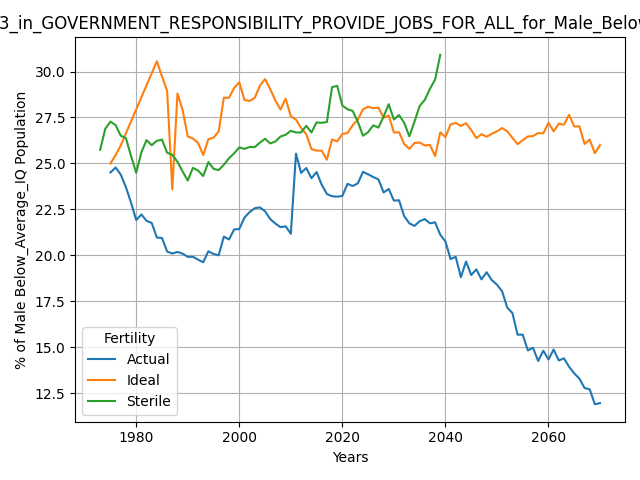 3_in_GOVERNMENT_RESPONSIBILITY_PROVIDE_JOBS_FOR_ALL_for_Male_Belo
% of Male Below_Average_IQ Population
30.0
27.5
25.0
22.5
20.0
17.5
15.0
12.5
Fertility
Actual
Ideal
Sterile
1980
2000
2020
2040
2060
Years